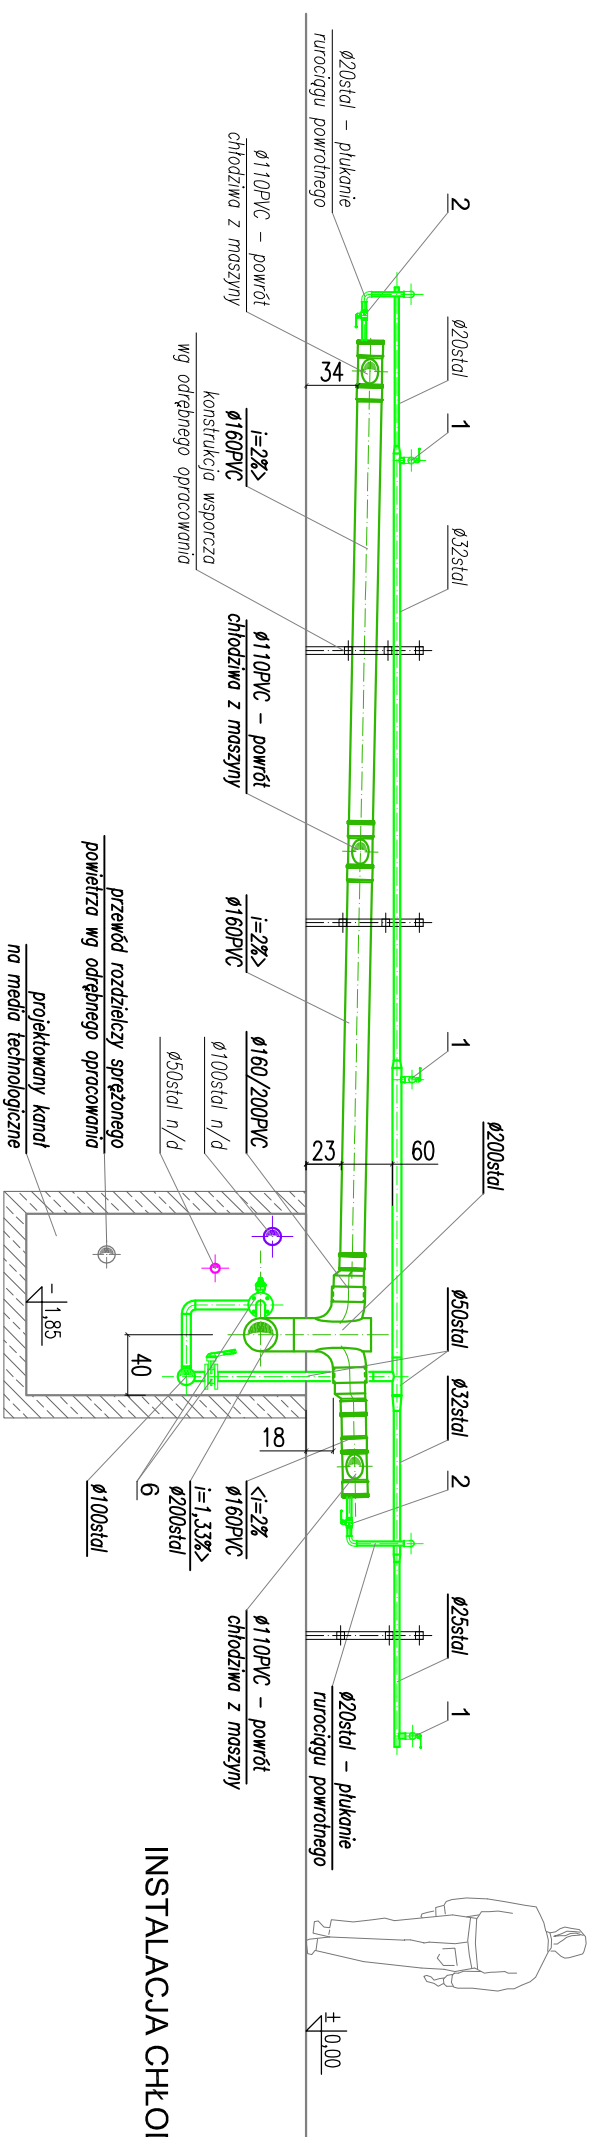 ø20stal - płukanie
rurociągu powrotnego
2
ø110PVC - powrót
chłodziwa z maszyny
ø20stal
34
1
konstrukcja wsporcza
wg odrębnego opracowania
i=2%>
ø160PVC
ø32stal
ø110PVC - powrót
chłodziwa z maszyny
i=2%>
ø160PVC
1
ø160/200PVC
ø100stal n/d
ø50stal n/d
przewód rozdzielczy sprężonego
powietrza wg odrębnego opracowania
projektowany kanał
na media technologiczne
23
60
ø200stal
- 1,85
40
18
ø50stal
ø32stal
2
<i=2%
ø160PVC
i=1,33%>
ø200stal
6
ø100stal
ø25stal
ø110PVC - powrót
chłodziwa z maszyny
ø20stal - płukanie
rurociągu powrotnego
1
± 0,00
INSTALACJA CHŁO